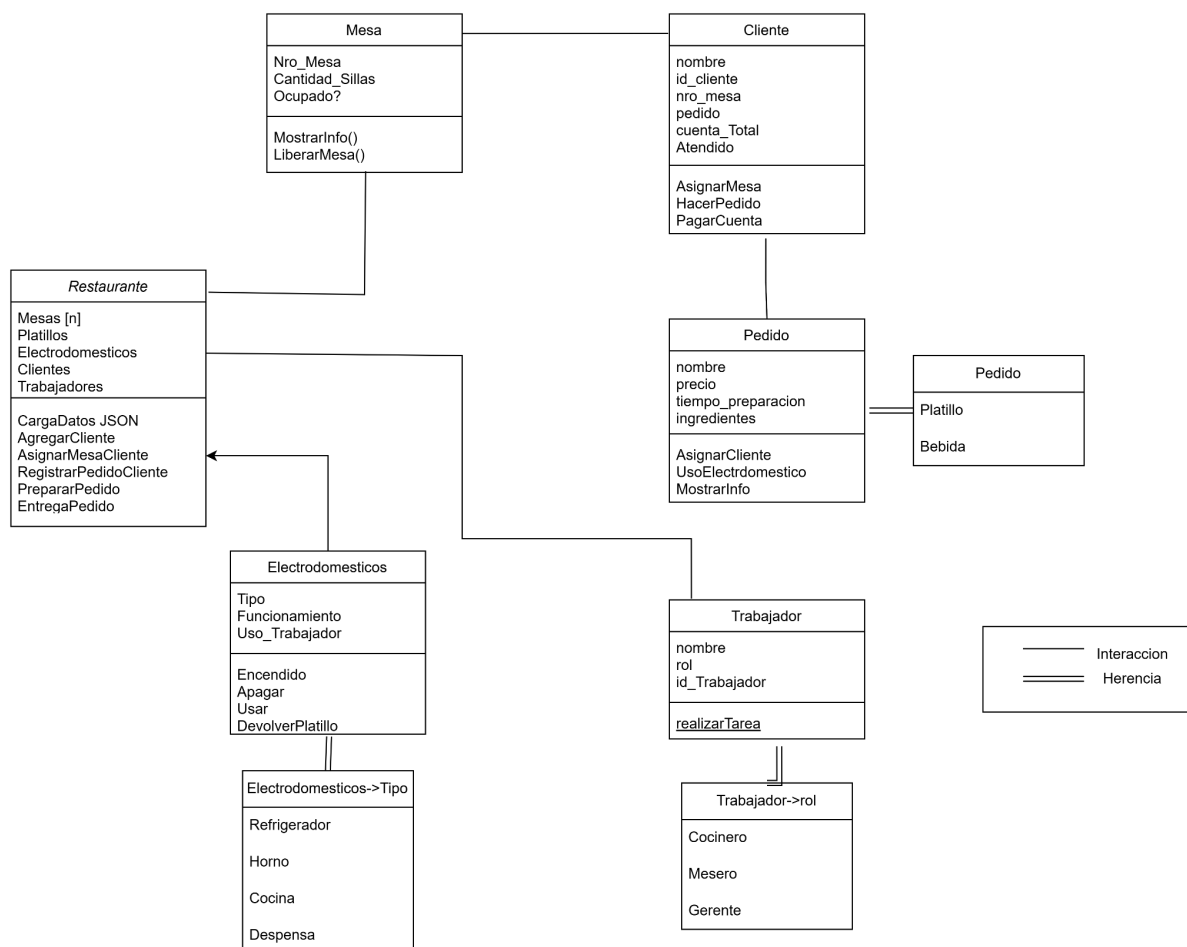 Mesa
Nro_Mesa
Cantidad_Sillas
Ocupado?
MostrarInfo()
LiberarMesa()
Cliente
nombre
id_cliente
nro_mesa
pedido
cuenta_Total
Atendido
AsignarMesa
HacerPedido
PagarCuenta
Restaurante
Mesas [n]
Platillos
Electrodomesticos
Clientes
Trabajadores
CargaDatos JSON
AgregarCliente
AsignarMesaCliente
RegistrarPedidoCliente
PrepararPedido
EntregaPedido
Pedido
nombre
precio
tiempo_preparacion
ingredientes
AsignarCliente
UsoElectrdomestico
MostrarInfo
Pedido
Platillo
Bebida
Electrodomesticos
Tipo
Funcionamiento
Uso_Trabajador
Encendido
Apagar
Usar
DevolverPlatillo
Trabajador
nombre
rol
id_Trabajador
realizarTarea
Interaccion
Herencia
Electrodomesticos->Tipo
Refrigerador
Horno
Cocina
Despensa
Trabajador->rol
Cocinero
Mesero
Gerente